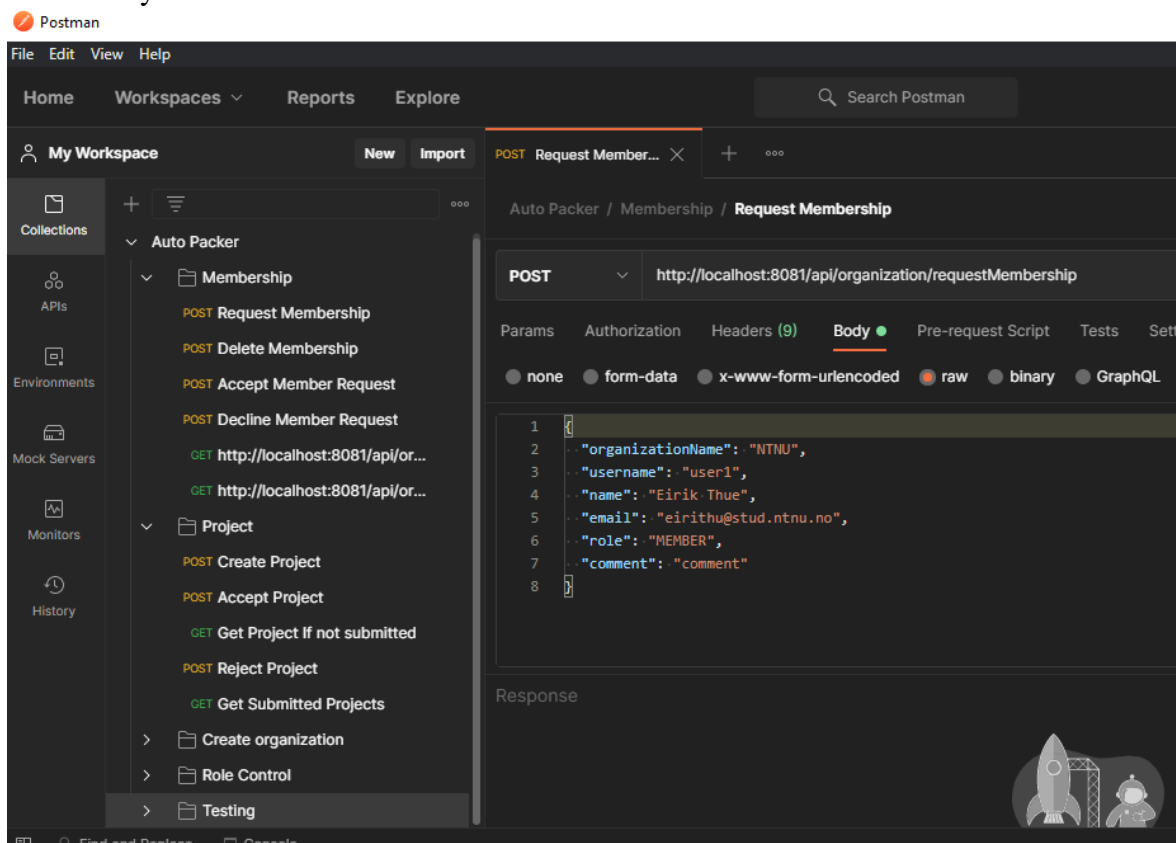 Postman
File Edit View Help
Home Workspaces Reports Explore Search Postman
My Workspace New Import
POST Request Member...
Collections
APIs
Environments
Mock Servers
Monitors
History
Auto Packer
Membership
POST Request Membership
POST Delete Membership
POST Accept Member Request
POST Decline Member Request
GET http://localhost:8081/api/or...
GET http://localhost:8081/api/or...
Project
POST Create Project
POST Accept Project
GET Get Project If not submitted
POST Reject Project
GET Get Submitted Projects
Create organization
Role Control
Testing
Auto Packer / Membership / Request Membership
POST http://localhost:8081/api/organization/requestMembership
Params Authorization Headers (9) Body Pre-request Script Tests Sett
none form-data x-www-form-urlencoded raw binary GraphQL
1 {
2 "organizationName": "NTNU",
3 "username": "user1",
4 "name": "Eirik Thue",
5 "email": "eirithu@stud.ntnu.no",
6 "role": "MEMBER",
7 "comment": "comment"
8 }
Response
Find and Replace Console